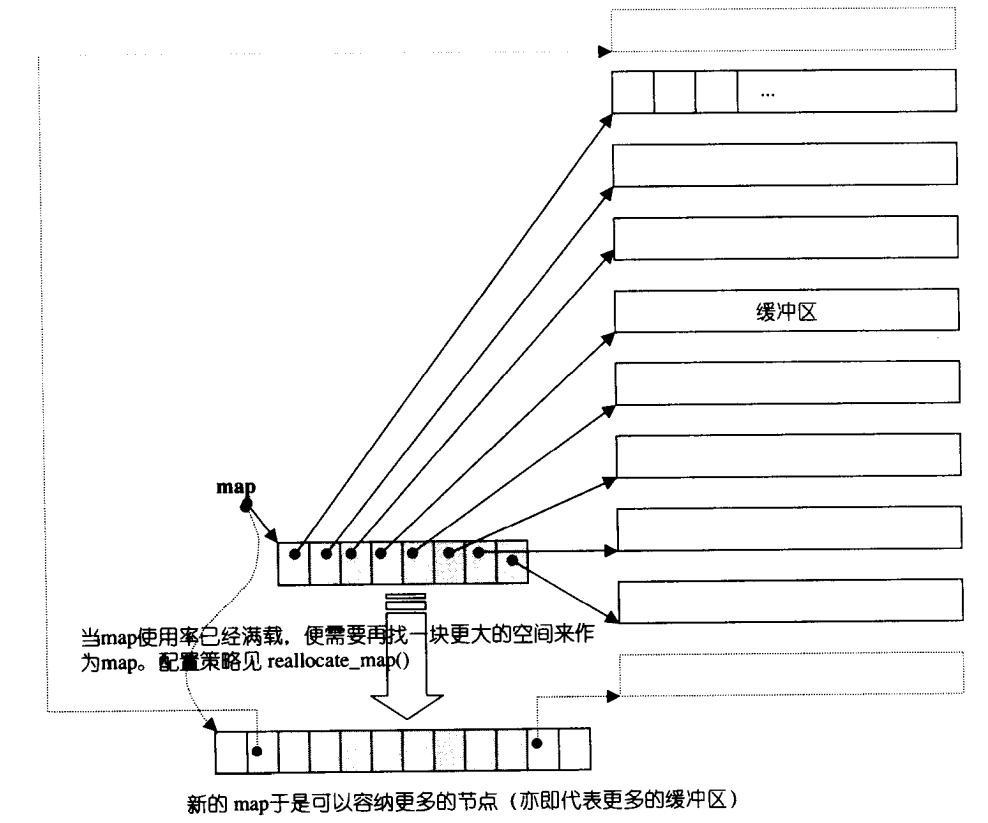 ...
缓冲区
map
当map使用率已经满载，便需要再找一块更大的空间来作
为map。配置策略见 reallocate_map()
新的 map于是可以容纳更多的节点（亦即代表更多的缓冲区）